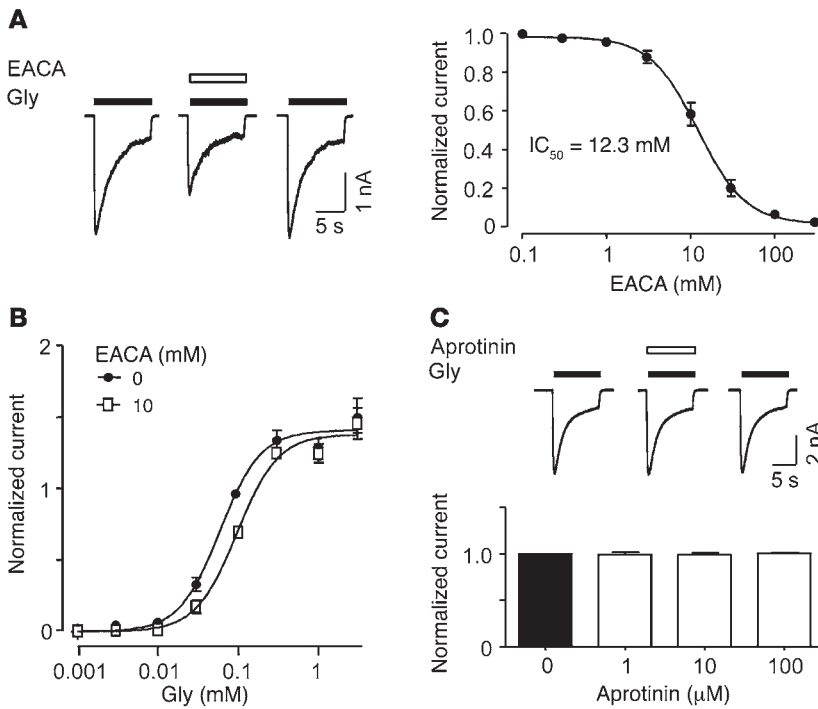 A
EACA
Gly
5 s
1 nA
Normalized current
1.0
0.8
0.6
0.4
0.2
0
IC50 = 12.3 mM
0.1
1
10
100
EACA (mM)
B
Normalized current
2
1
0
EACA (mM)
0
10
0.001
0.01
0.1
1
Gly (mM)
C
Aprotinin
Gly
5 s
2 nA
Normalized current
1.0
0
0
1
10
100
Aprotinin (μM)